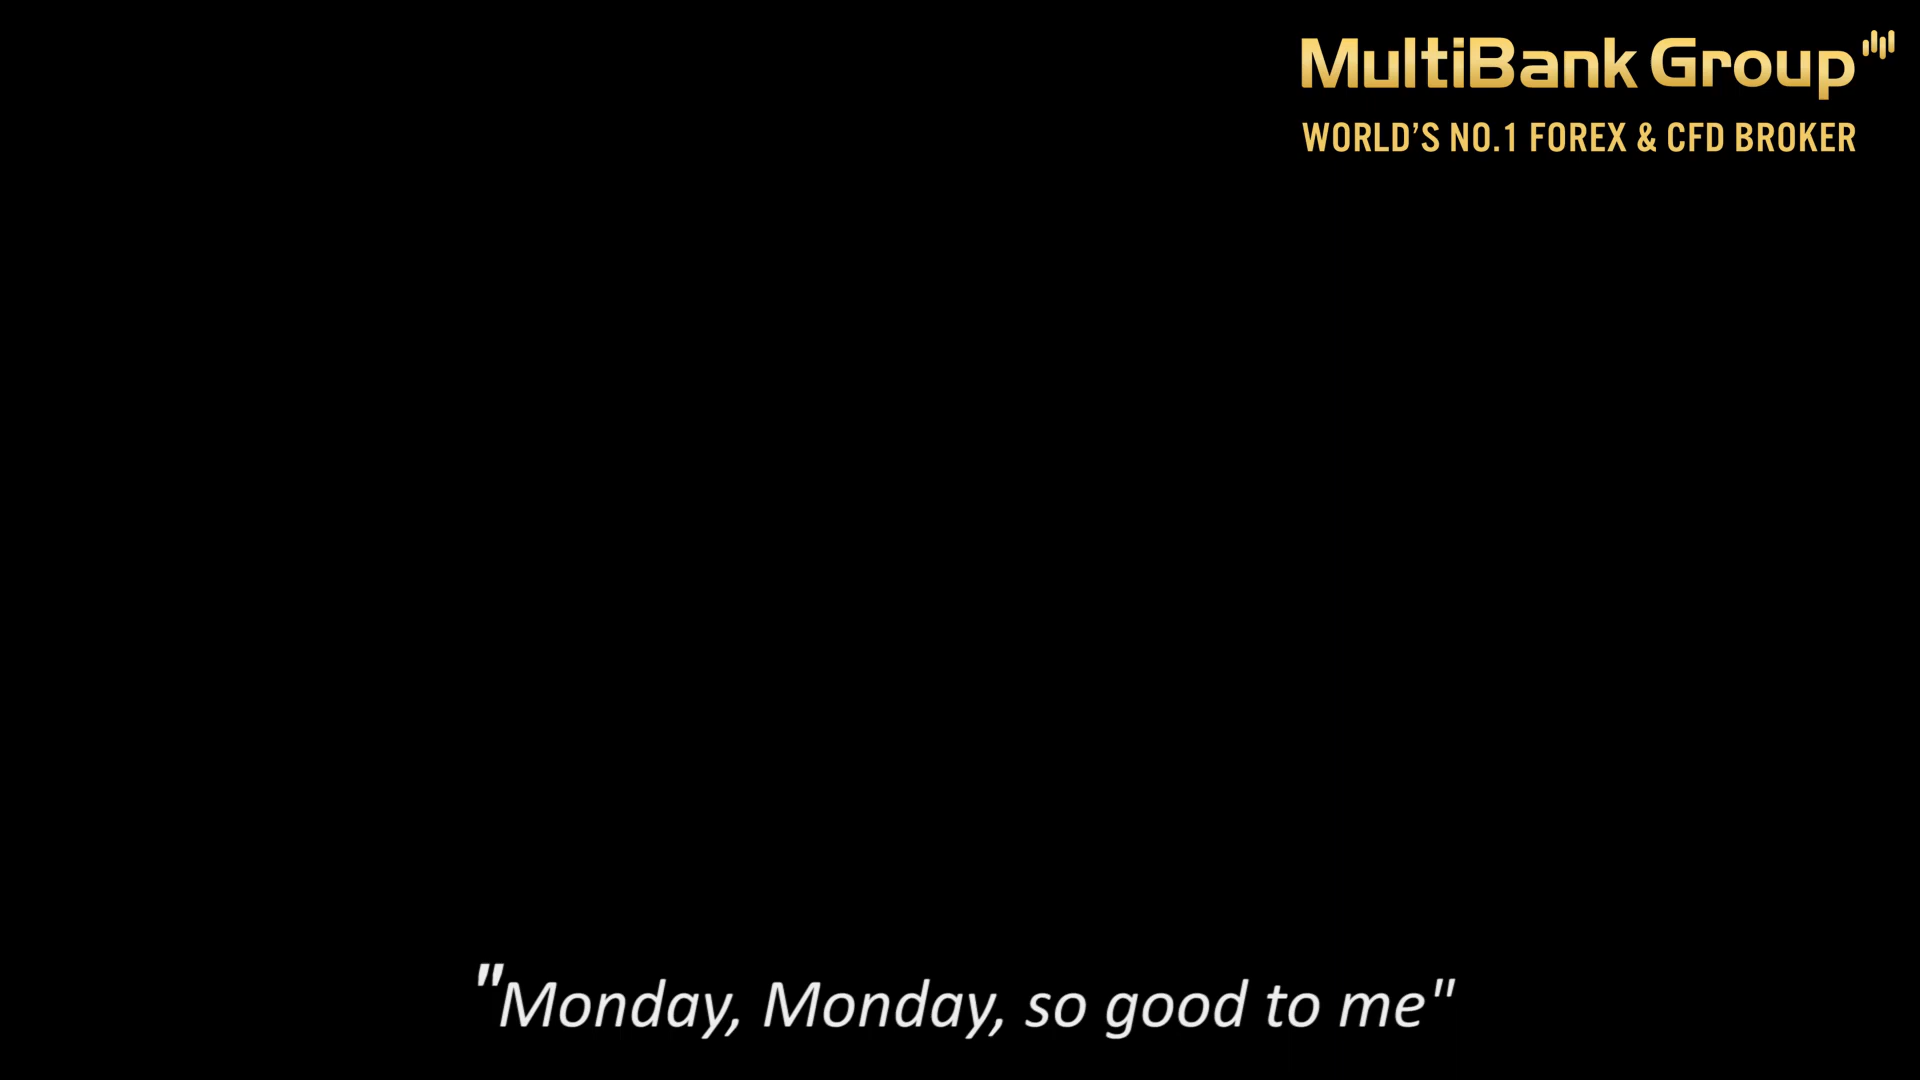 MultiBank Group
WORLD'S NO.1 FOREX & CFD BROKER
"Monday, Monday, so good to me"